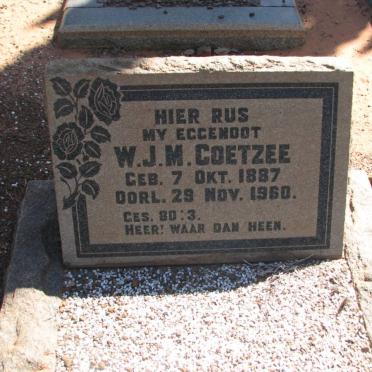 HIER RUS
MY EGGENOOT
W.J.M. COETZEE
GEB. 7 OKT. 1887
OORL. 29 NOV. 1960.
GES. 80:3.
HEER! WAAR DAN HEEN.